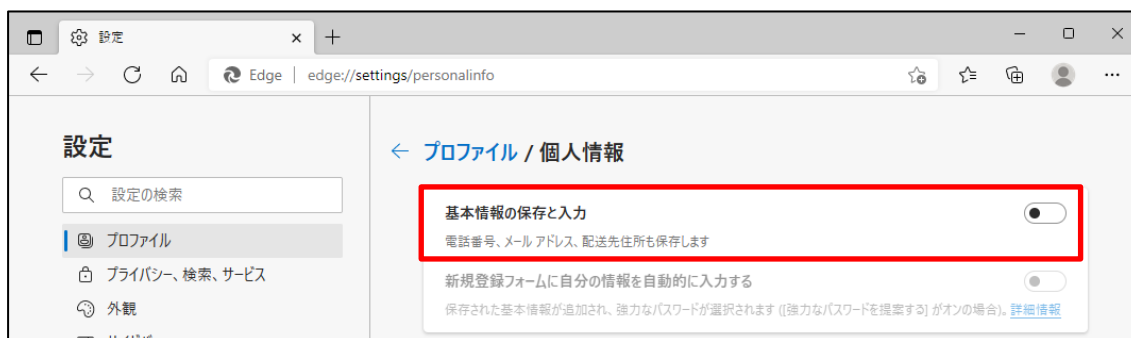 設定
Edge | edge://settings/personalinfo
設定
設定の検索
プロファイル
プライバシー、検索、サービス
外観
← プロファイル / 個人情報
基本情報の保存と入力
電話番号、メール アドレス、配送先住所も保存します
新規登録フォームに自分の情報を自動的に入力する
保存された基本情報が追加され、強力なパスワードが選択されます ([強力なパスワードを提案する] がオンの場合)。詳細情報